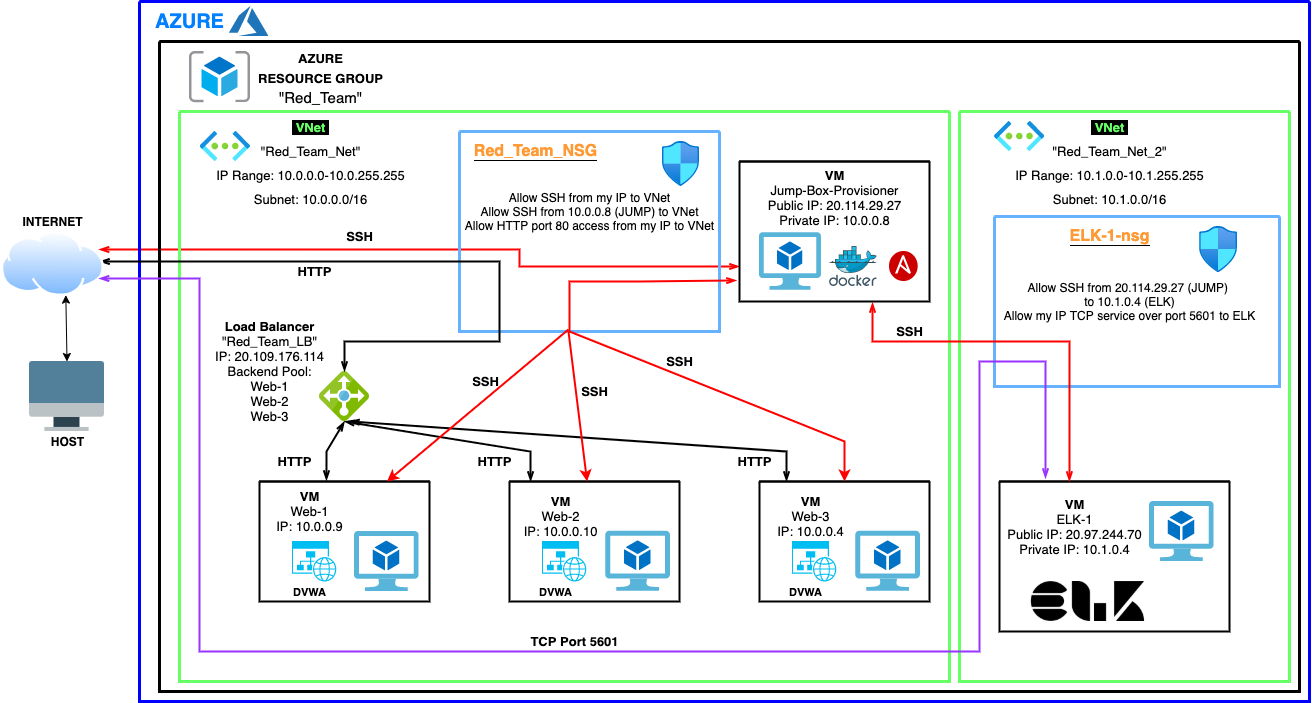 AZURE
AZURE
RESOURCE GROUP
"Red_Team"
VNet
"Red_Team_Net"
IP Range: 10.0.0.0-10.0.255.255
Subnet: 10.0.0.0/16
Red_Team_NSG
Allow SSH from my IP to VNet
Allow SSH from 10.0.0.8 (JUMP) to VNet
Allow HTTP port 80 access from my IP to VNet
VM
Jump-Box-Provisioner
Public IP: 20.114.29.27
Private IP: 10.0.0.8
docker
A
VNet
"Red_Team_Net_2"
IP Range: 10.1.0.0-10.1.255.255
Subnet: 10.1.0.0/16
ELK-1-nsg
Allow SSH from 20.114.29.27 (JUMP)
to 10.1.0.4 (ELK)
Allow my IP TCP service over port 5601 to ELK
INTERNET
HOST
SSH
HTTP
Load Balancer
"Red_Team_LB"
IP: 20.109.176.114
Backend Pool:
Web-1
Web-2
Web-3
SSH
SSH
SSH
SSH
HTTP
HTTP
HTTP
VM
Web-1
IP: 10.0.0.9
DVWA
VM
Web-2
IP: 10.0.0.10
DVWA
VM
Web-3
IP: 10.0.0.4
DVWA
VM
ELK-1
Public IP: 20.97.244.70
Private IP: 10.1.0.4
ELK
TCP Port 5601